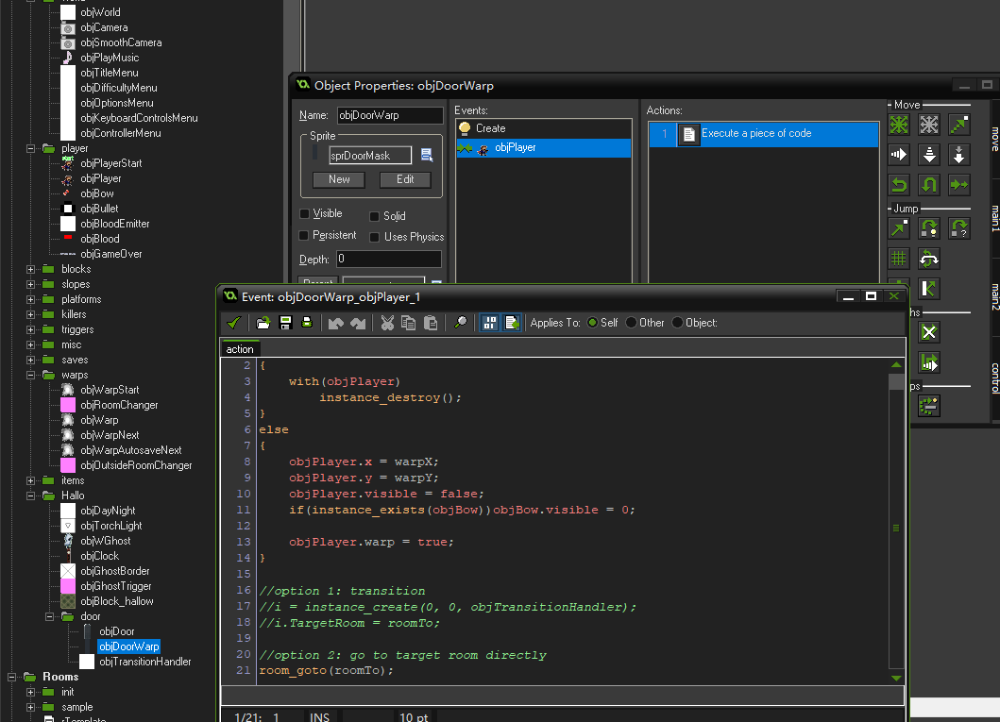 World
objWorld
objCamera
objSmoothCamera
objPlayMusic
objTitleMenu
objDifficultyMenu
objOptionsMenu
objKeyboardControlsMenu
objControllerMenu
player
objPlayerStart
objPlayer
objBow
objBullet
objBloodEmitter
objBlood
objGameOver
blocks
slopes
platforms
killers
triggers
misc
saves
warps
objWarpStart
objRoomChanger
objWarp
objWarpNext
objWarpAutosaveNext
objOutsideRoomChanger
items
Hallo
objDayNight
objTorchLight
objWGhost
objClock
objGhostBorder
objGhostTrigger
objBlock_hallow
door
objDoor
objDoorWarp
objTransitionHandler
Rooms
init
sample
rTemplate
Object Properties: objDoorWarp
Name: objDoorWarp
Sprite
sprDoorMask
New Edit
Visible Solid
Persistent Uses Physics
Depth: 0
Parent
Events:
Create
objPlayer
Actions:
1 Execute a piece of code
Move
Jump
move
main1
main2
control
Event: objDoorWarp_objPlayer_1
Applies To: Self Other Object:
action
2 {
3 with(objPlayer)
4 instance_destroy();
5 }
6 else
7 {
8 objPlayer.x = warpX;
9 objPlayer.y = warpY;
10 objPlayer.visible = false;
11 if(instance_exists(objBow))objBow.visible = 0;
12
13 objPlayer.warp = true;
14 }
15
16 //option 1: transition
17 //i = instance_create(0, 0, objTransitionHandler);
18 //i.TargetRoom = roomTo;
19
20 //option 2: go to target room directly
21 room_goto(roomTo);
1/21: 1 INS 10 pt